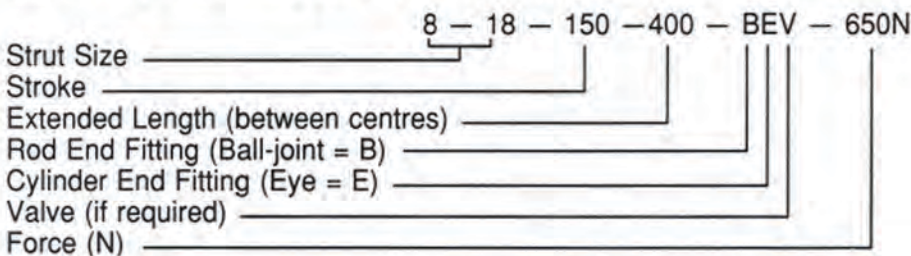 8 – 18 – 150 –400 – BEV – 650N
Strut Size
Stroke
Extended Length (between centres)
Rod End Fitting (Ball-joint = B)
Cylinder End Fitting (Eye = E)
Valve (if required)
Force (N)